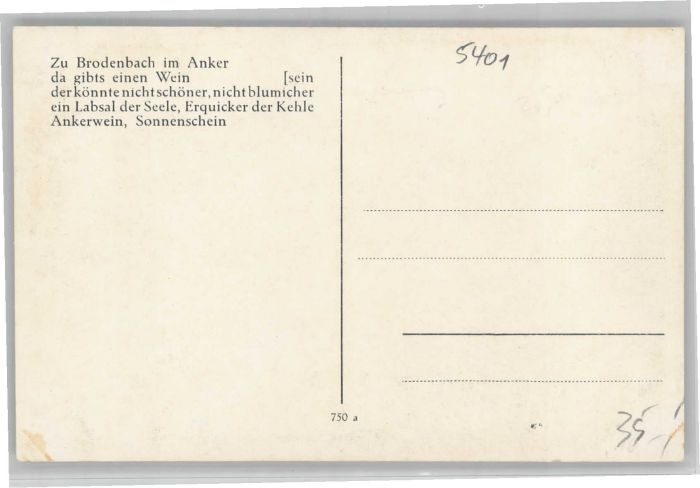 Zu Brodenbach im Anker
da gibts einen Wein [sein
der könnte nicht schöner, nicht blumicher
ein Labsal der Seele, Erquicker der Kehle
Ankerwein, Sonnenschein
5401
750 a
35,-